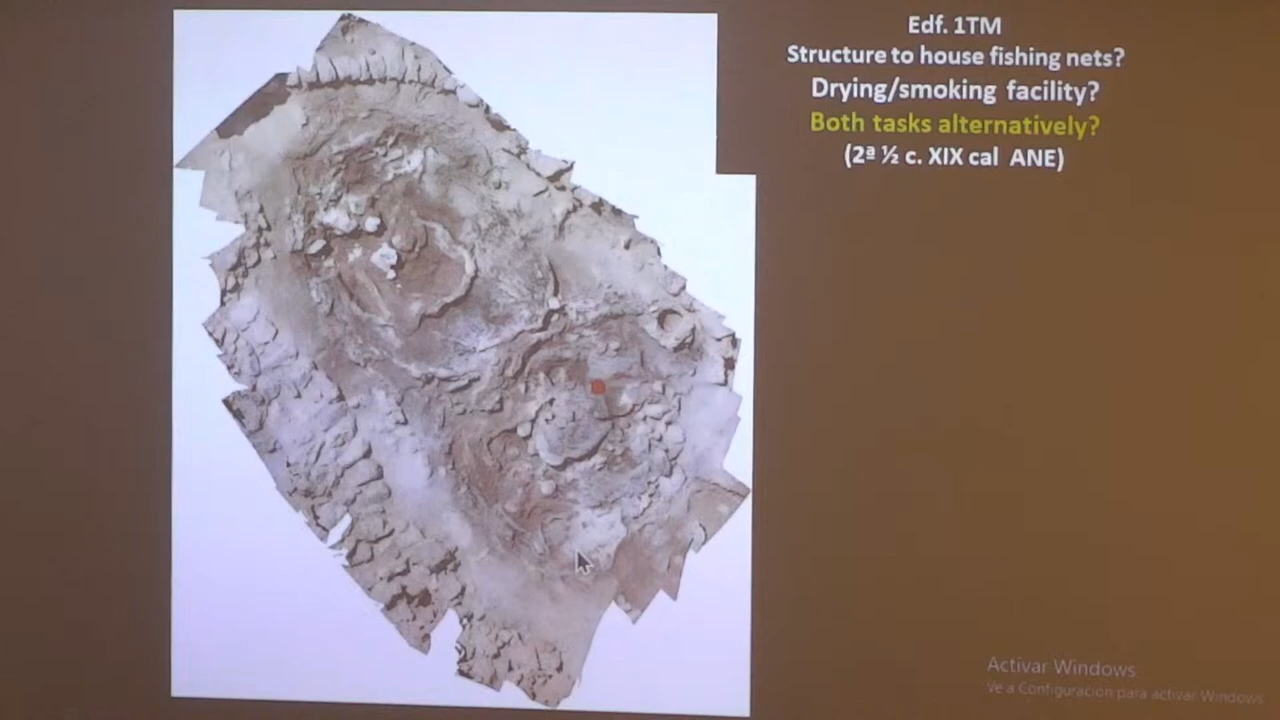 Edf. 1TM
Structure to house fishing nets?
Drying/smoking facility?
Both tasks alternatively?
(2ª ½ c. XIX cal ANE)
Activar Windows
Ve a Configuración para activar Windows